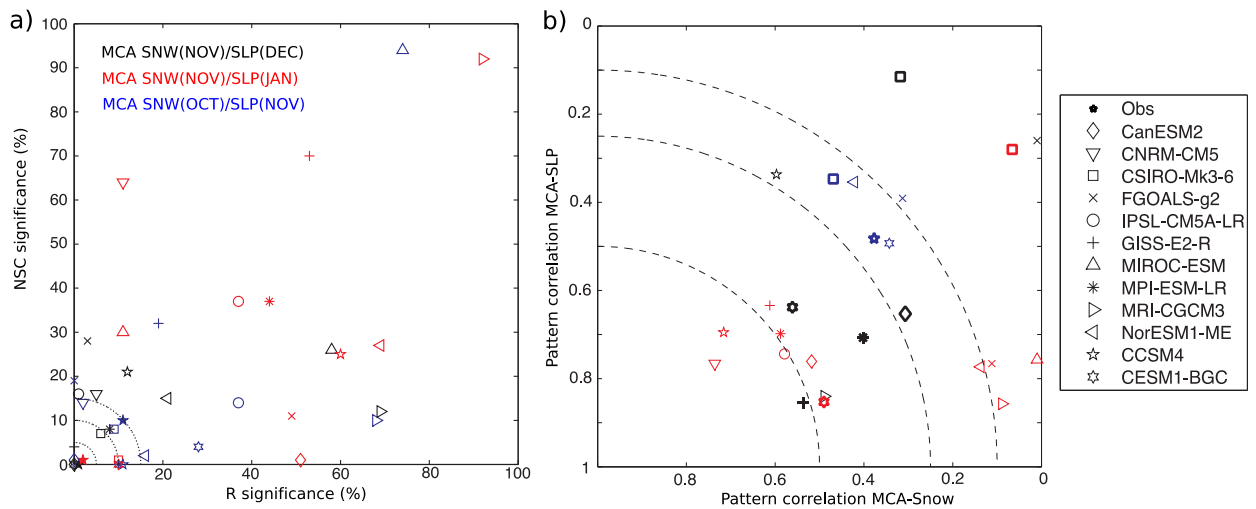 a)
MCA SNW(NOV)/SLP(DEC)
MCA SNW(NOV)/SLP(JAN)
MCA SNW(OCT)/SLP(NOV)
NSC significance (%)
100
90
80
70
60
50
40
30
20
10
0
0
20
40
60
80
100
R significance (%)
b)
Pattern correlation MCA-SLP
0
0.2
0.4
0.6
0.8
1
0.8
0.6
0.4
0.2
0
Pattern correlation MCA-Snow
Obs
CanESM2
CNRM-CM5
CSIRO-Mk3-6
FGOALS-g2
IPSL-CM5A-LR
GISS-E2-R
MIROC-ESM
MPI-ESM-LR
MRI-CGCM3
NorESM1-ME
CCSM4
CESM1-BGC